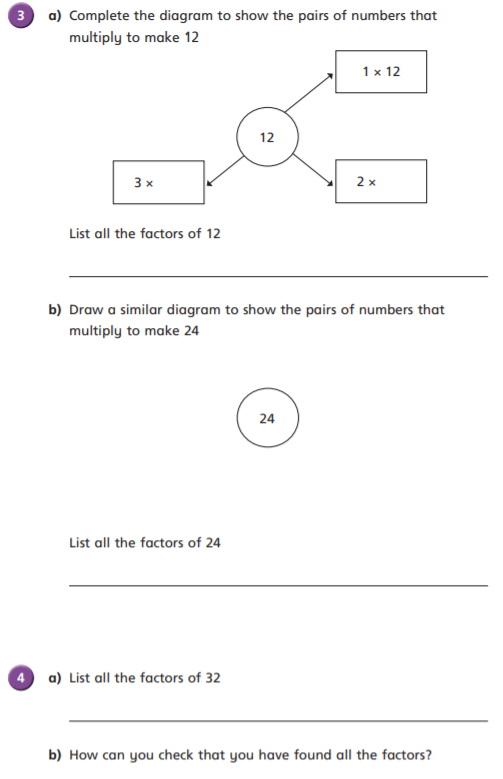 3 a) Complete the diagram to show the pairs of numbers that
multiply to make 12
1 × 12
12
3 ×
2 ×
List all the factors of 12
b) Draw a similar diagram to show the pairs of numbers that
multiply to make 24
24
List all the factors of 24
4 a) List all the factors of 32
b) How can you check that you have found all the factors?